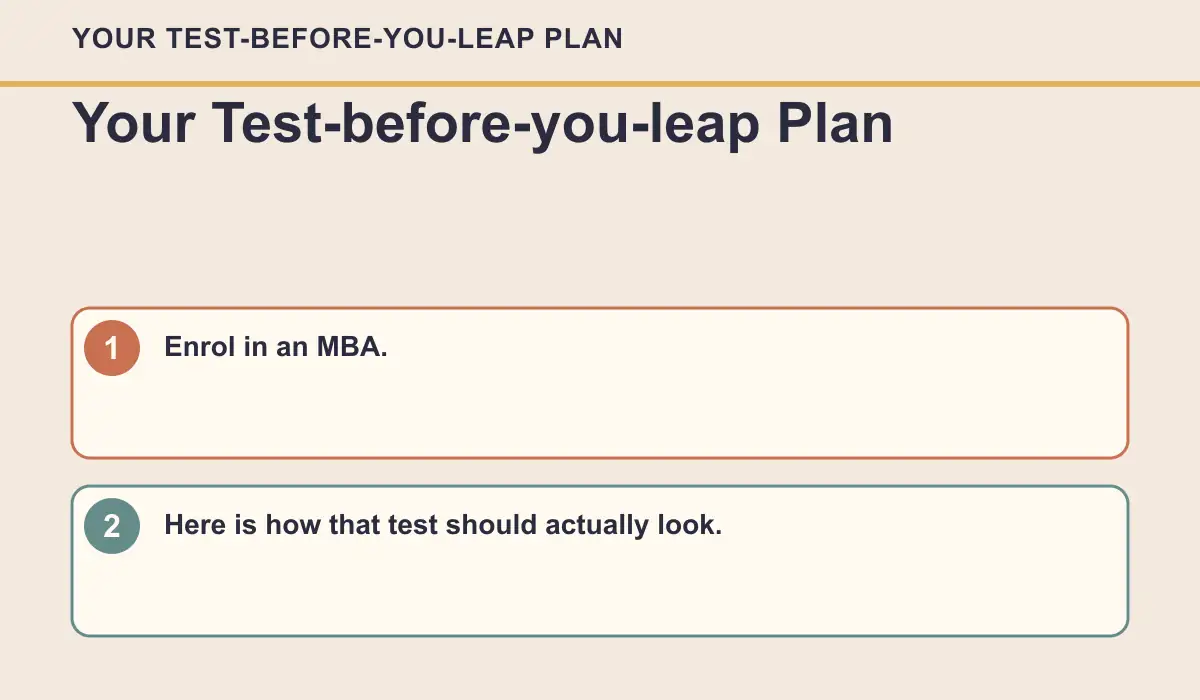 YOUR TEST-BEFORE-YOU-LEAP PLAN
Your Test-before-you-leap Plan
1 Enrol in an MBA.
2 Here is how that test should actually look.